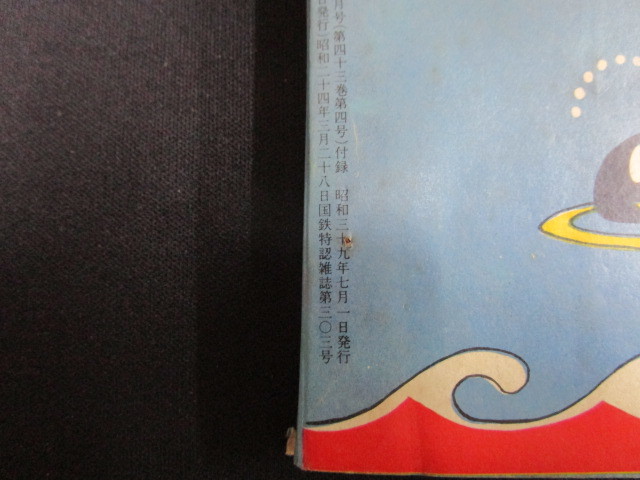 月号(第四十三巻第四号)付録 昭和三十九年七月一日発行
日発行)昭和二十四年三月二十八日国鉄特認雑誌第三〇三号